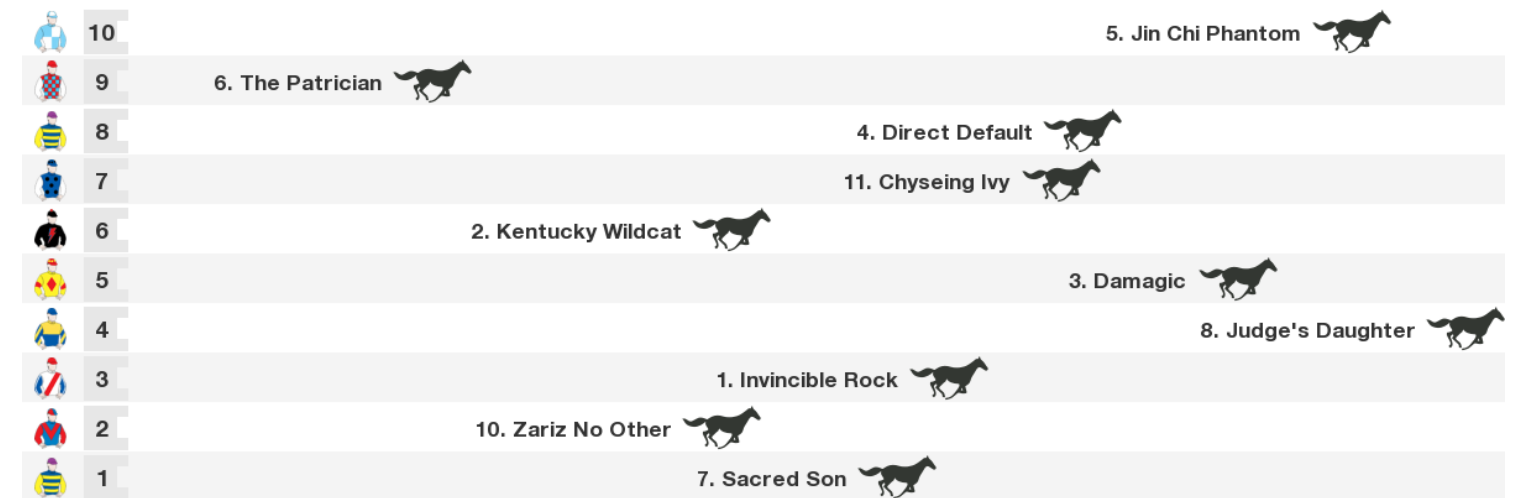 10 5. Jin Chi Phantom
9 6. The Patrician
8 4. Direct Default
7 11. Chyseing Ivy
6 2. Kentucky Wildcat
5 3. Damagic
4 8. Judge's Daughter
3 1. Invincible Rock
2 10. Zariz No Other
1 7. Sacred Son